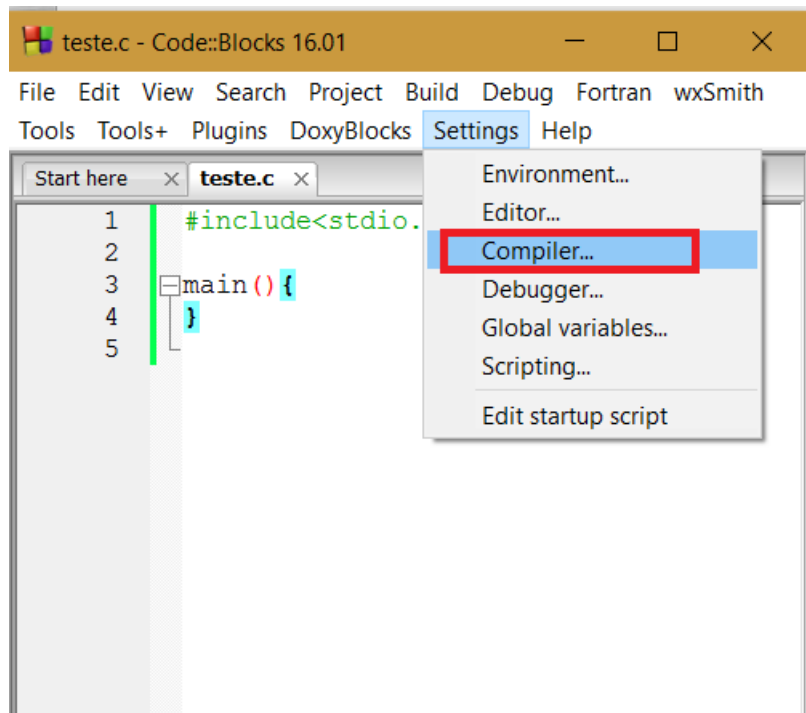 teste.c - Code::Blocks 16.01
File Edit View Search Project Build Debug Fortran wxSmith
Tools Tools+ Plugins DoxyBlocks Settings Help
Start here teste.c
Environment...
Editor...
Compiler...
Debugger...
Global variables...
Scripting...
Edit startup script
1 #include<stdio.
2
3 main(){
4 }
5